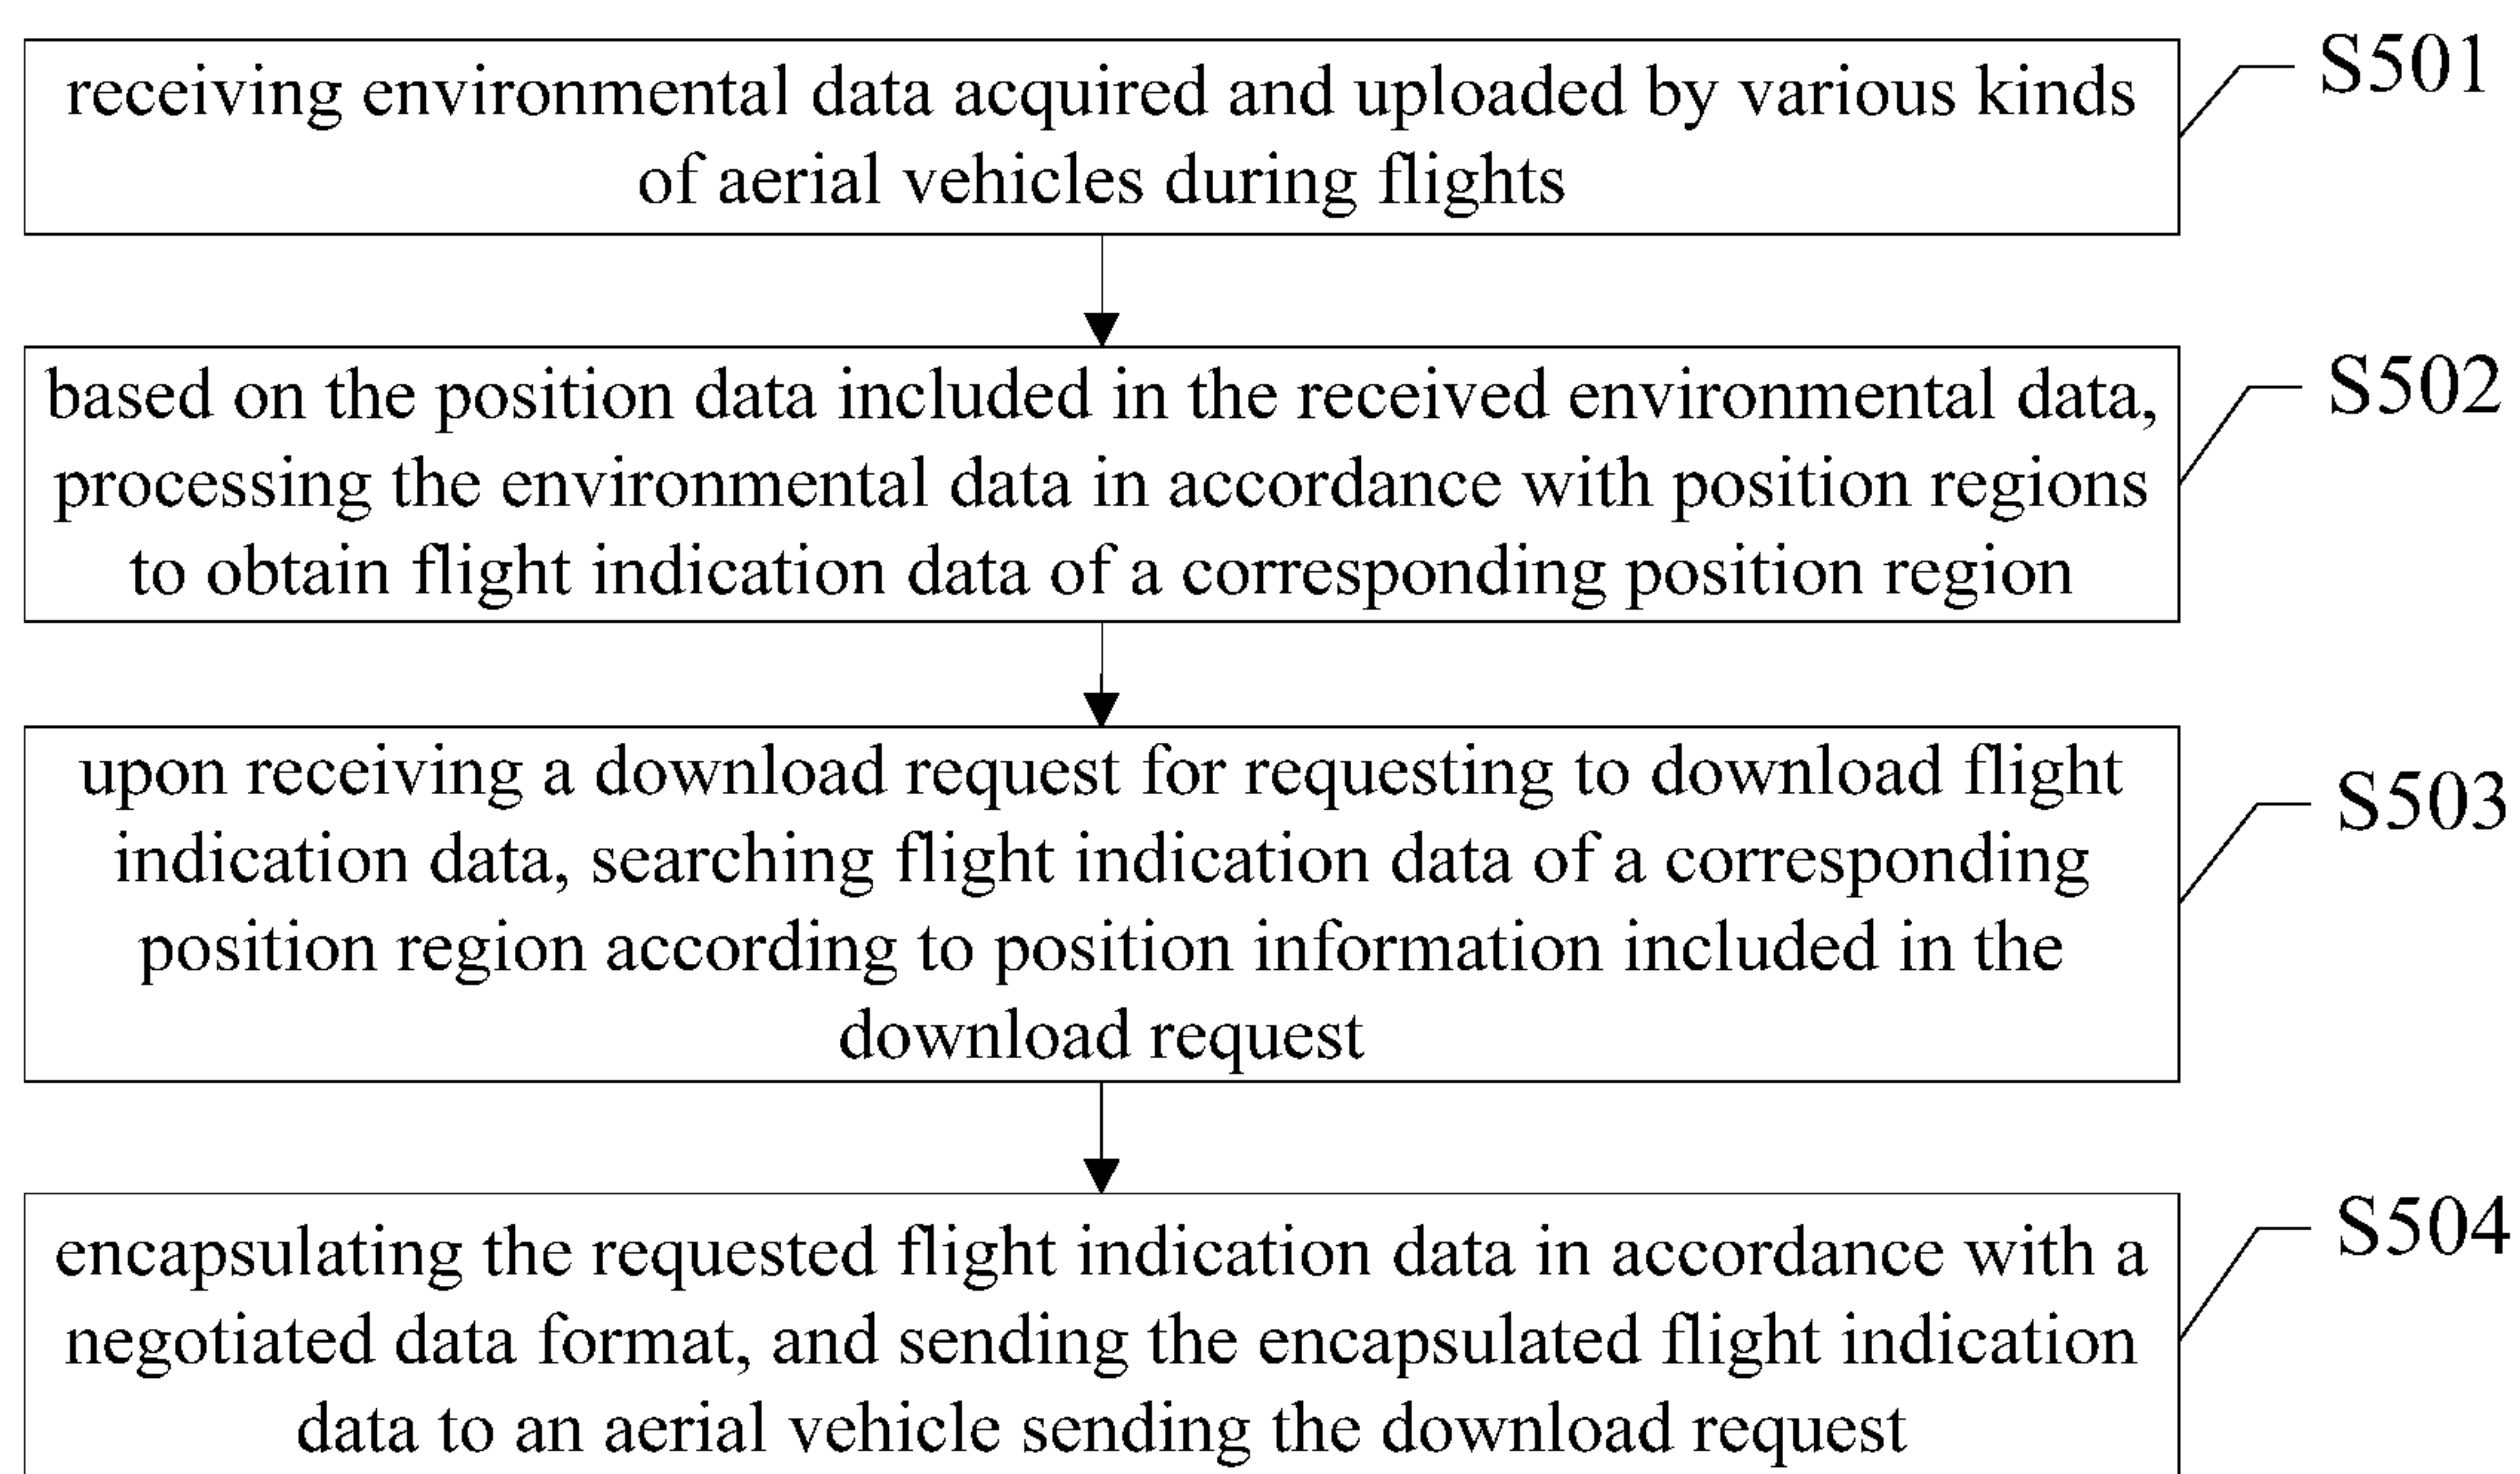 receiving environmental data acquired and uploaded by various kinds
of aerial vehicles during flights
S501
based on the position data included in the received environmental data,
processing the environmental data in accordance with position regions
to obtain flight indication data of a corresponding position region
S502
upon receiving a download request for requesting to download flight
indication data, searching flight indication data of a corresponding
position region according to position information included in the
download request
S503
encapsulating the requested flight indication data in accordance with a
negotiated data format, and sending the encapsulated flight indication
data to an aerial vehicle sending the download request
S504